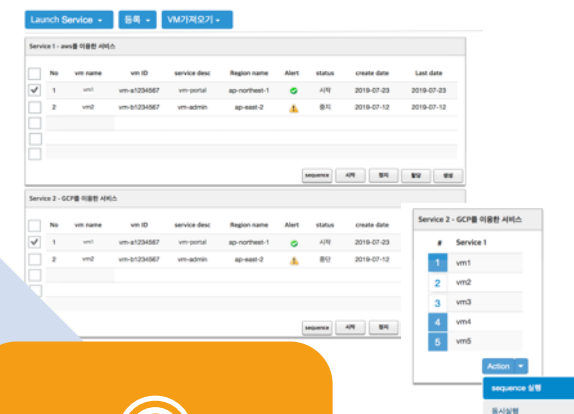 Launch Service 등록 VM가져오기
Service 1 - aws를 이용한 서비스
No vm name vm ID service desc Region name Alert status create date Last date
1 vm1 vm-a1234567 vm-portal ap-northeast-1 시작 2019-07-23 2019-07-23
2 vm2 vm-b1234567 vm-admin ap-east-2 중지 2019-07-12 2019-07-12
sequence 시작 정지 할당 생성
Service 2 - GCP를 이용한 서비스
No vm name vm ID service desc Region name Alert status create date
1 vm1 vm-a1234567 vm-portal ap-northeast-1 시작 2019-07-23
2 vm2 vm-b1234567 vm-admin ap-east-2 중단 2019-07-12
sequence 시작 정지
Service 2 - GCP를 이용한 서비스
# Service 1
1 vm1
2 vm2
3 vm3
4 vm4
5 vm5
Action
sequence 실행
동시실행